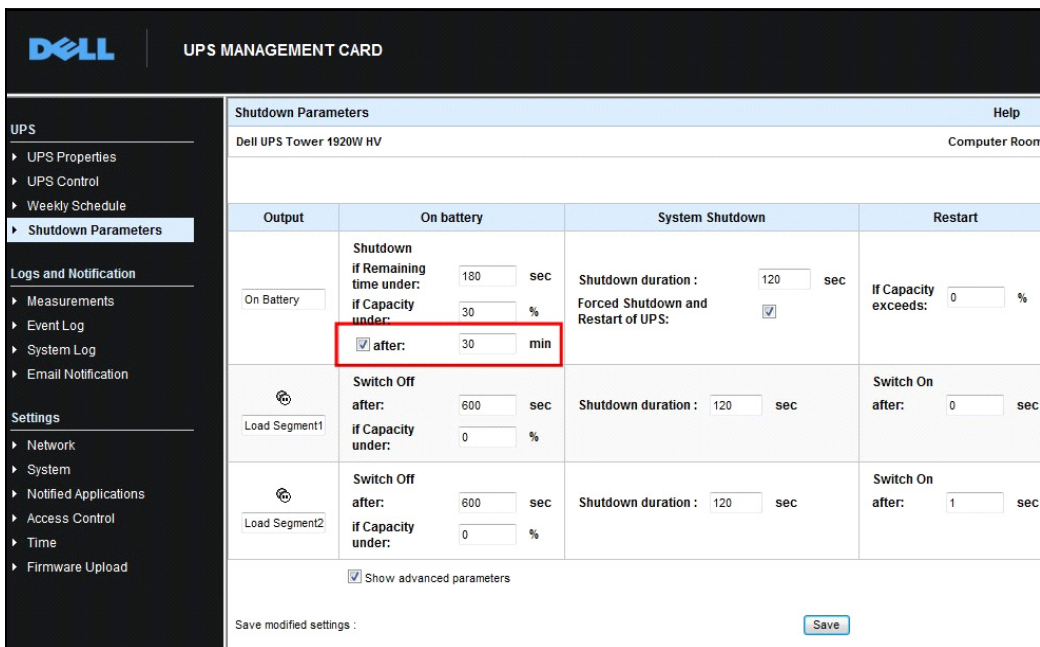 DELL
UPS MANAGEMENT CARD
UPS
UPS Properties
UPS Control
Weekly Schedule
Shutdown Parameters
Logs and Notification
Measurements
Event Log
System Log
Email Notification
Settings
Network
System
Notified Applications
Access Control
Time
Firmware Upload
Shutdown Parameters Help
Dell UPS Tower 1920W HV Computer Room
Output On battery System Shutdown Restart
On Battery
Shutdown
if Remaining
time under: 180 sec
if Capacity
under: 30 %
after: 30 min
Shutdown duration : 120 sec
Forced Shutdown and
Restart of UPS:
If Capacity
exceeds: 0 %
Load Segment1
Switch Off
after: 600 sec
if Capacity
under: 0 %
Shutdown duration : 120 sec
Switch On
after: 0 sec
Load Segment2
Switch Off
after: 600 sec
if Capacity
under: 0 %
Shutdown duration : 120 sec
Switch On
after: 1 sec
Show advanced parameters
Save modified settings : Save